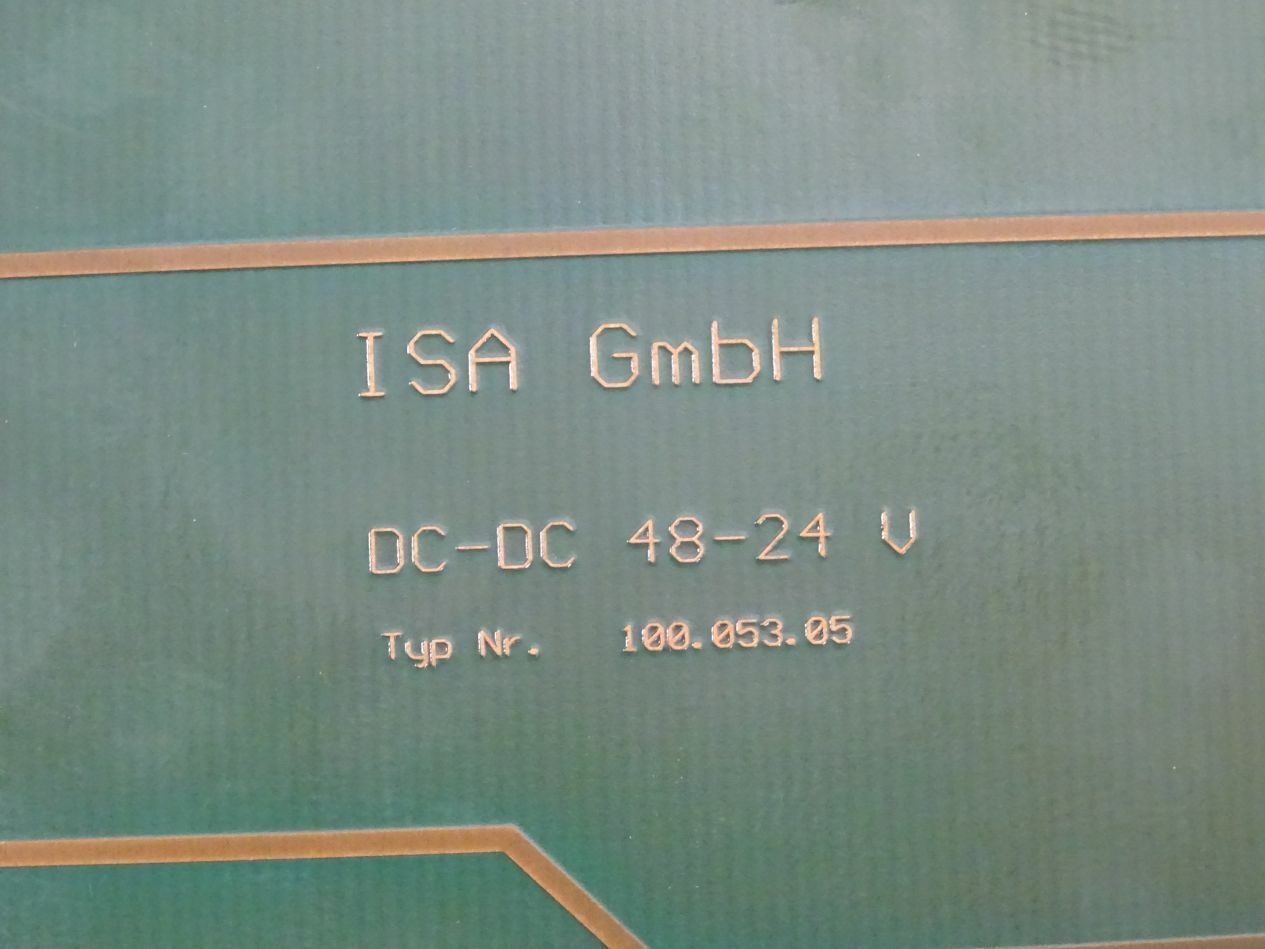 ISA GmbH
DC-DC 48-24 V
Typ Nr. 100.053.05